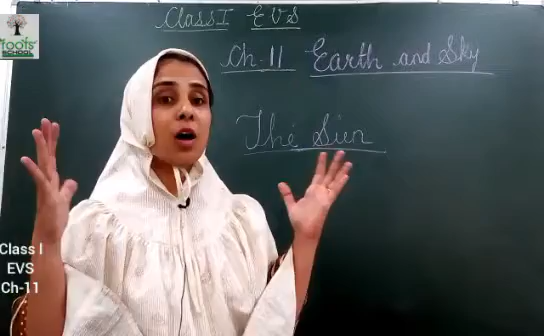 roots
SCHOOL
Class I EVS
Ch-11 Earth and Sky
The Sun
Class I
EVS
Ch-11